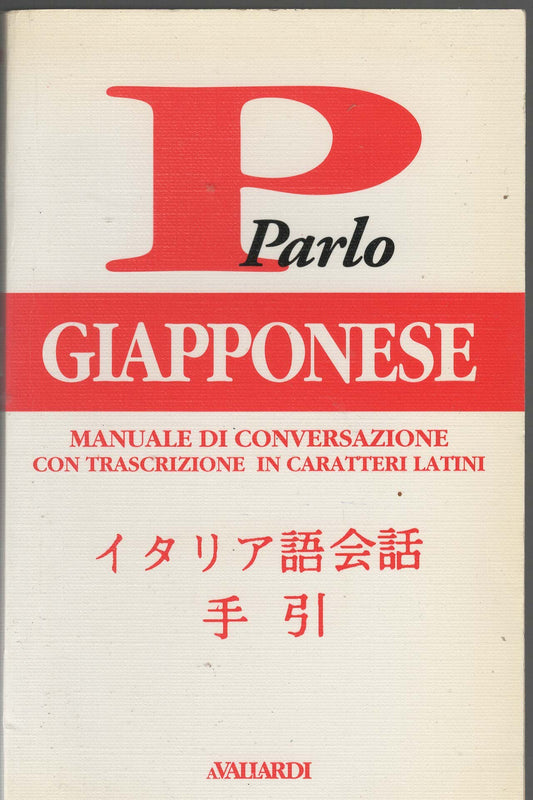 P
Parlo
GIAPPONESE
MANUALE DI CONVERSAZIONE
CON TRASCRIZIONE IN CARATTERI LATINI
イタリア語会話
手引
AVALLARDI